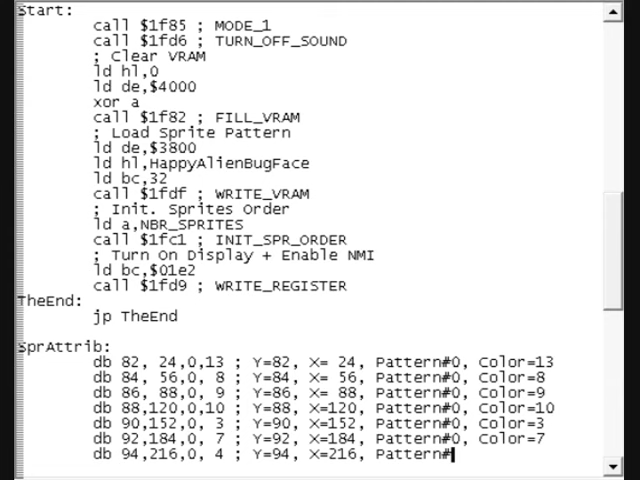 Start:
call $1f85 ; MODE_1
call $1fd6 ; TURN_OFF_SOUND
; Clear VRAM
ld hl,0
ld de,$4000
xor a
call $1f82 ; FILL_VRAM
; Load Sprite Pattern
ld de,$3800
ld hl,HappyAlienBugFace
ld bc,32
call $1fdf ; WRITE_VRAM
; Init. Sprites Order
ld a,NBR_SPRITES
call $1fc1 ; INIT_SPR_ORDER
; Turn On Display + Enable NMI
ld bc,$01e2
call $1fd9 ; WRITE_REGISTER
TheEnd:
jp TheEnd
SprAttrib:
db 82, 24,0,13 ; Y=82, X= 24, Pattern#0, Color=13
db 84, 56,0, 8 ; Y=84, X= 56, Pattern#0, Color=8
db 86, 88,0, 9 ; Y=86, X= 88, Pattern#0, Color=9
db 88,120,0,10 ; Y=88, X=120, Pattern#0, Color=10
db 90,152,0, 3 ; Y=90, X=152, Pattern#0, Color=3
db 92,184,0, 7 ; Y=92, X=184, Pattern#0, Color=7
db 94,216,0, 4 ; Y=94, X=216, Pattern#